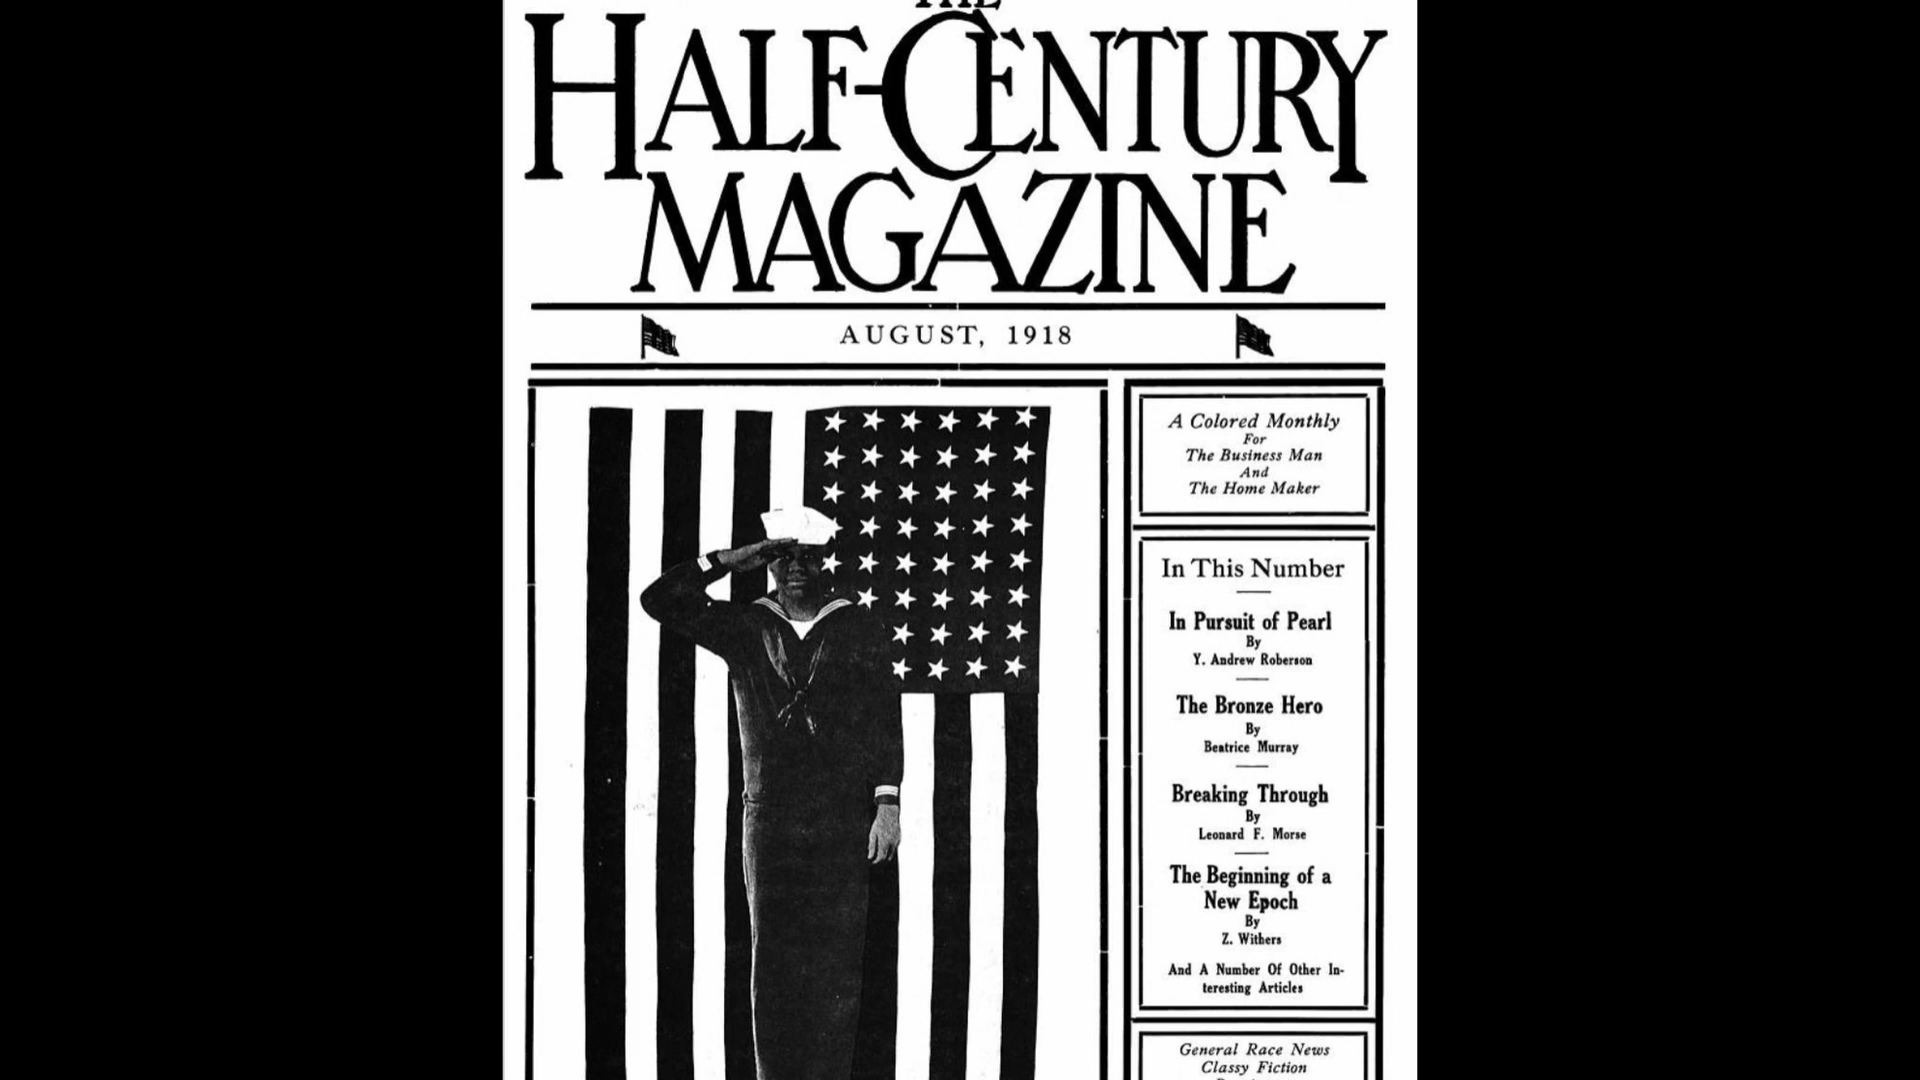 THE
HALF-CENTURY
MAGAZINE
AUGUST, 1918
A Colored Monthly
For
The Business Man
And
The Home Maker
In This Number
In Pursuit of Pearl
By
Y. Andrew Roberson
The Bronze Hero
By
Beatrice Murray
Breaking Through
By
Leonard F. Morse
The Beginning of a
New Epoch
By
Z. Withers
And A Number Of Other In-
teresting Articles
General Race News
Classy Fiction